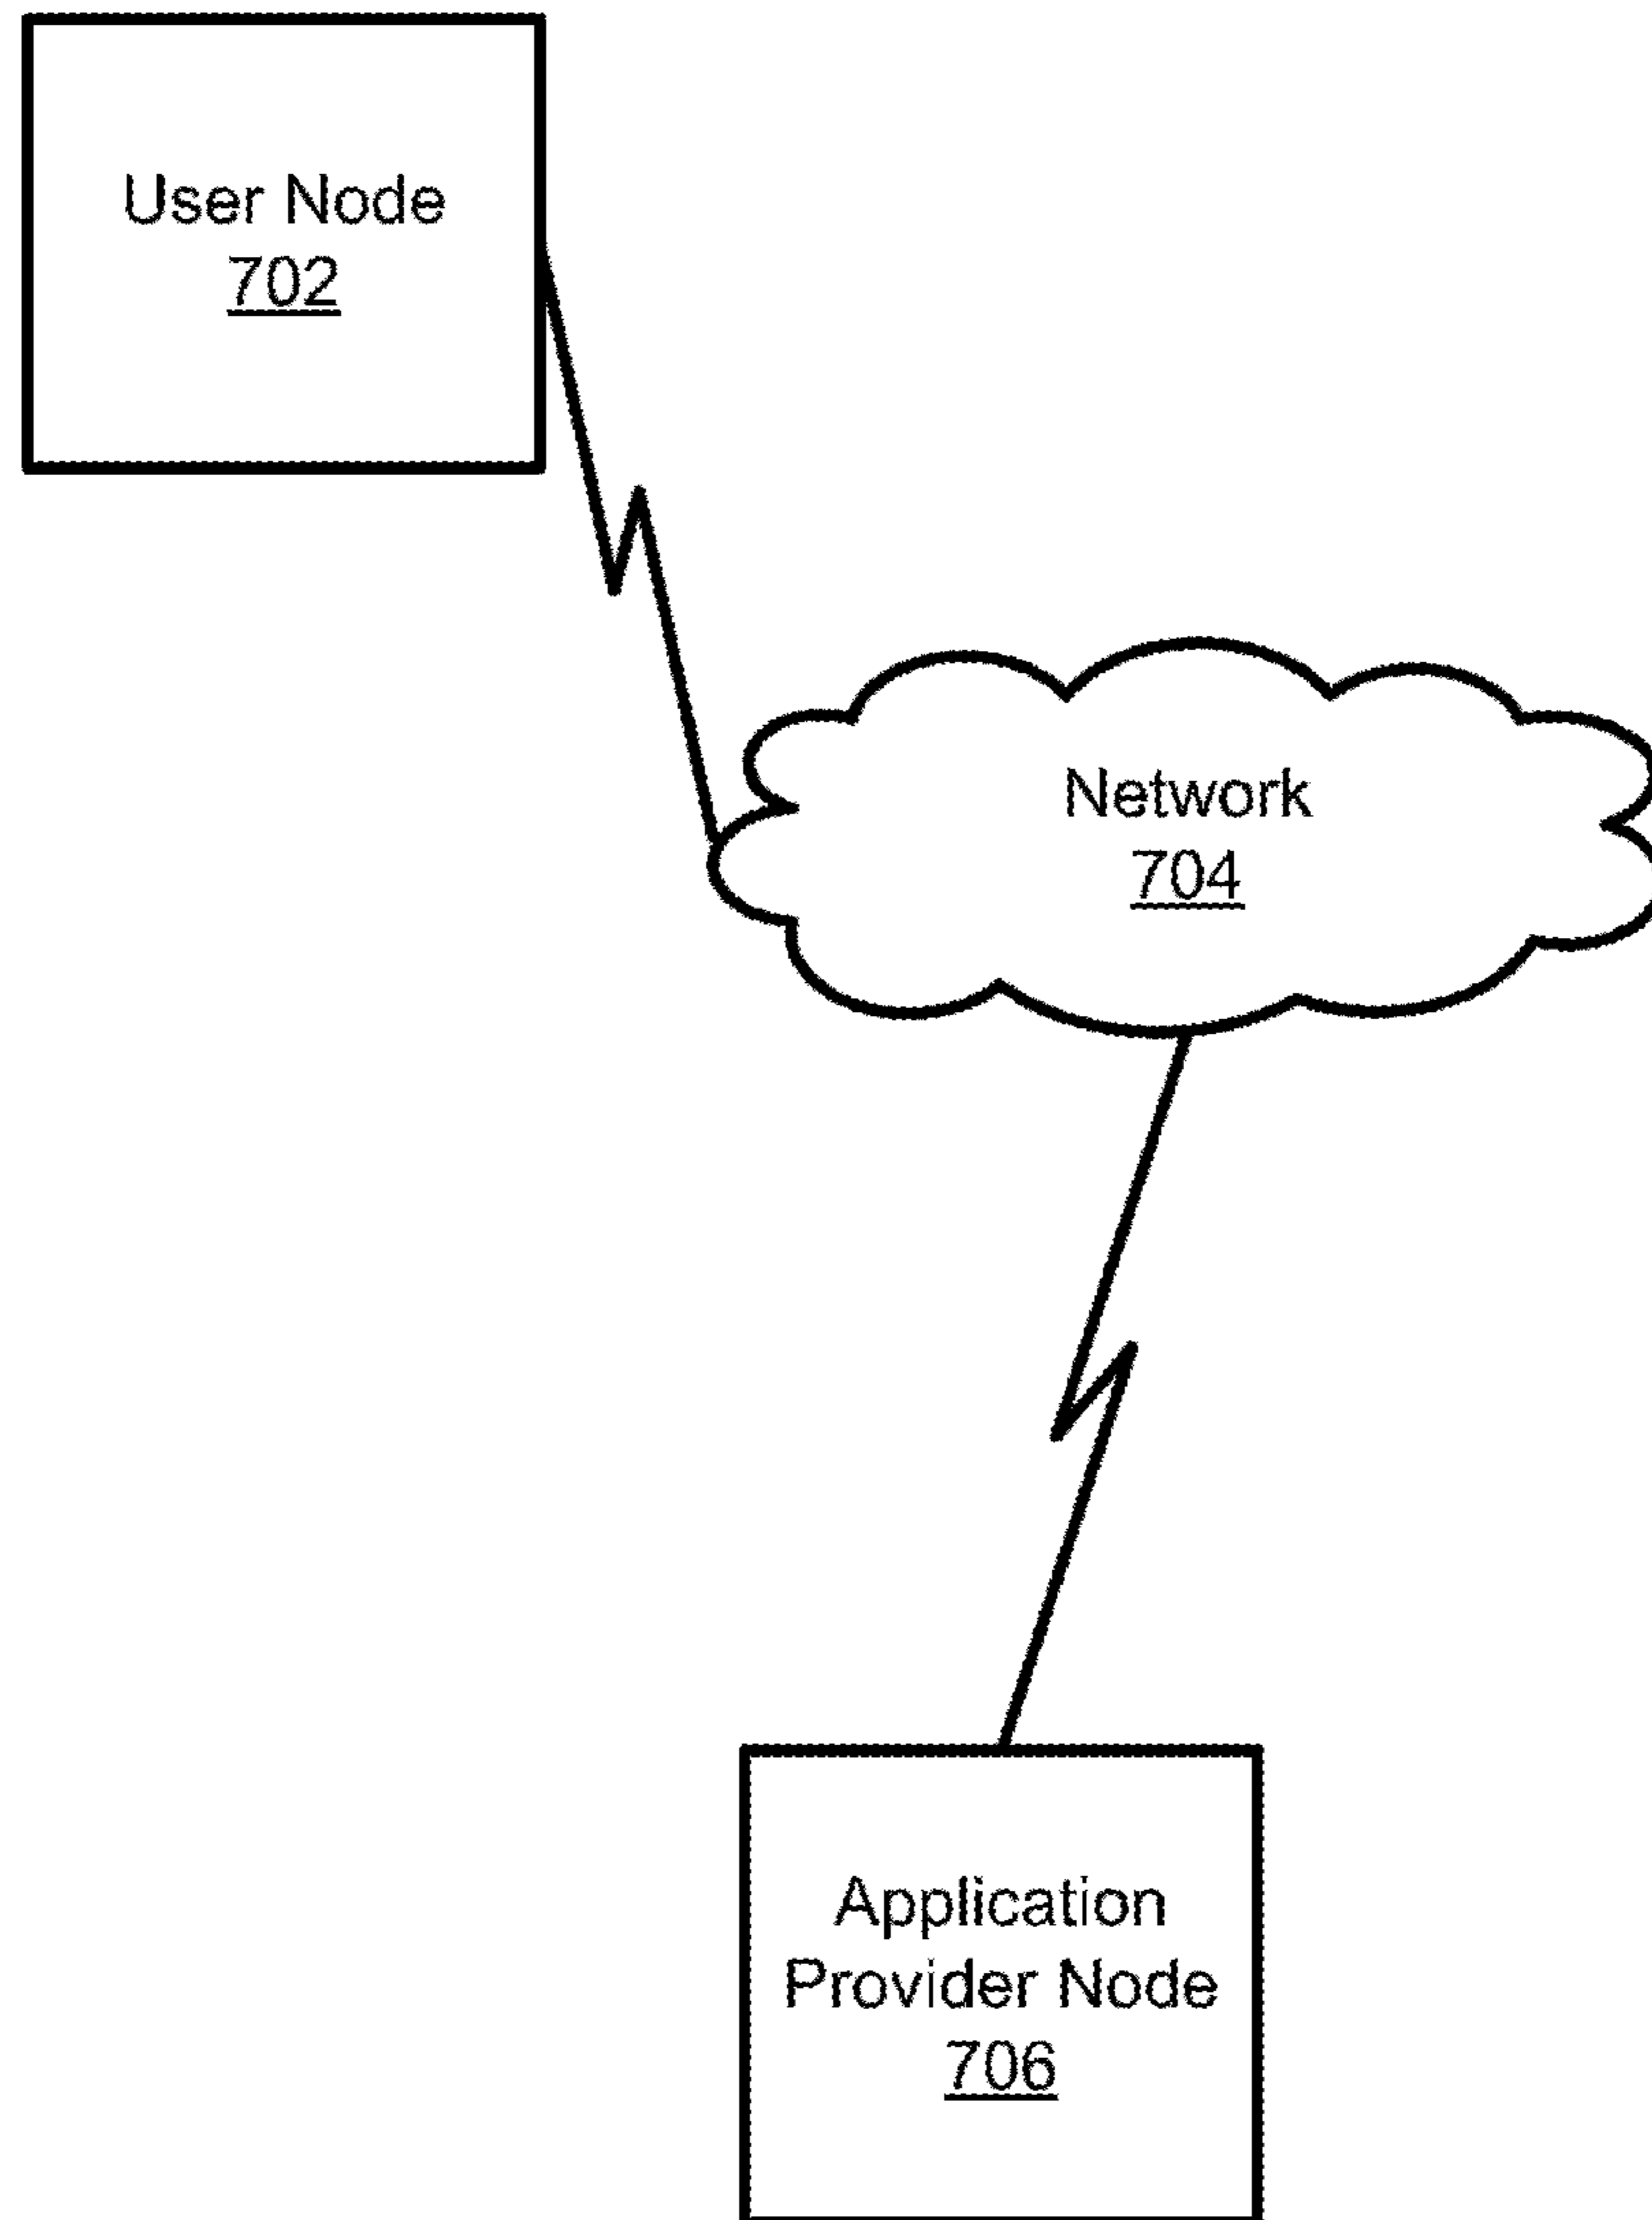 User Node
702
Network
704
Application
Provider Node
706